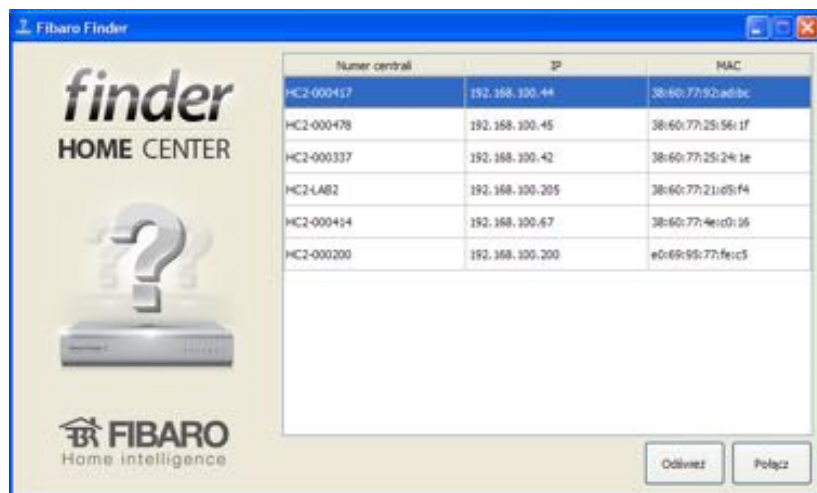 Fibaro Finder
finder
HOME CENTER
FIBARO
Home intelligence
Numer centrali IP MAC
HC2-000417 192.168.100.44 38:60:77:92:ad:bc
HC2-000478 192.168.100.45 38:60:77:25:56:1f
HC2-000337 192.168.100.42 38:60:77:25:24:1e
HC2-LAB2 192.168.100.205 38:60:77:21:d5:f4
HC2-000414 192.168.100.67 38:60:77:4e:c0:16
HC2-000200 192.168.100.200 e0:69:95:77:fe:c5
Odśwież Połącz